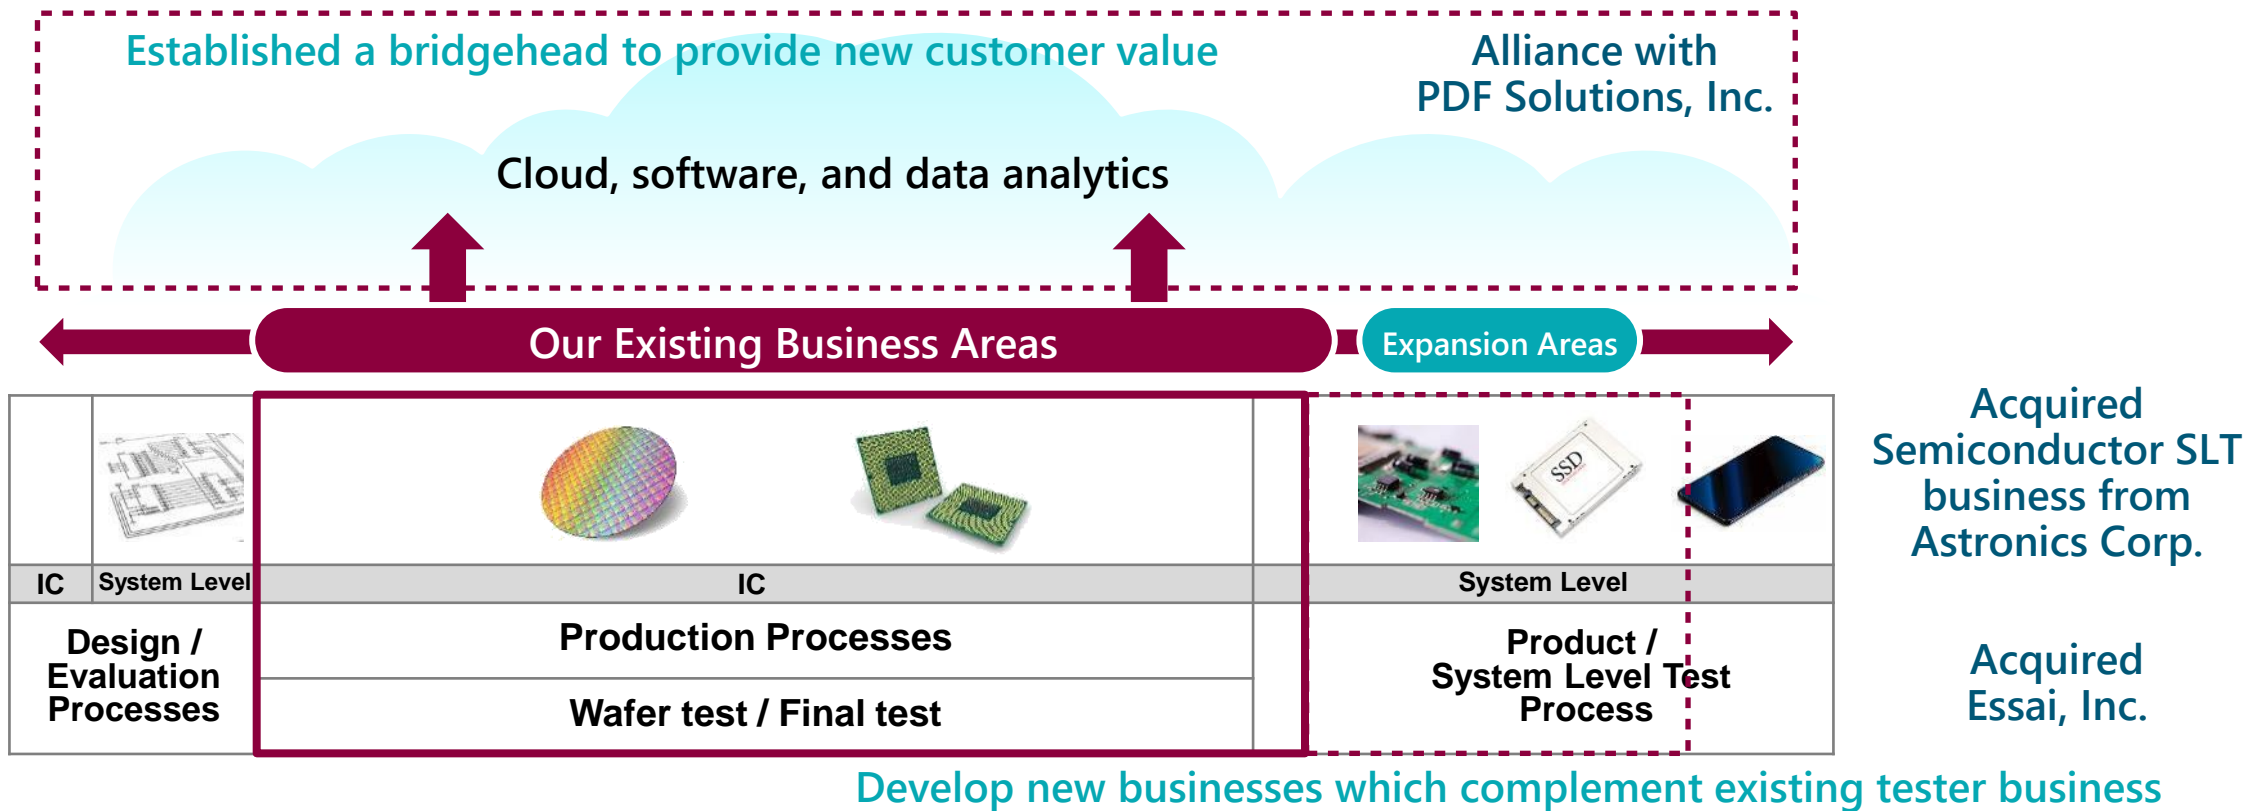 Established a bridgehead to provide new customer value
Alliance with
PDF Solutions, Inc.
Cloud, software, and data analytics
Our Existing Business Areas
Expansion Areas
SSD
IC
System Level
IC
System Level
Design /
Evaluation
Processes
Production Processes
Wafer test / Final test
Product /
System Level Test
Process
Acquired
Semiconductor SLT
business from
Astronics Corp.
Acquired
Essai, Inc.
Develop new businesses which complement existing tester business